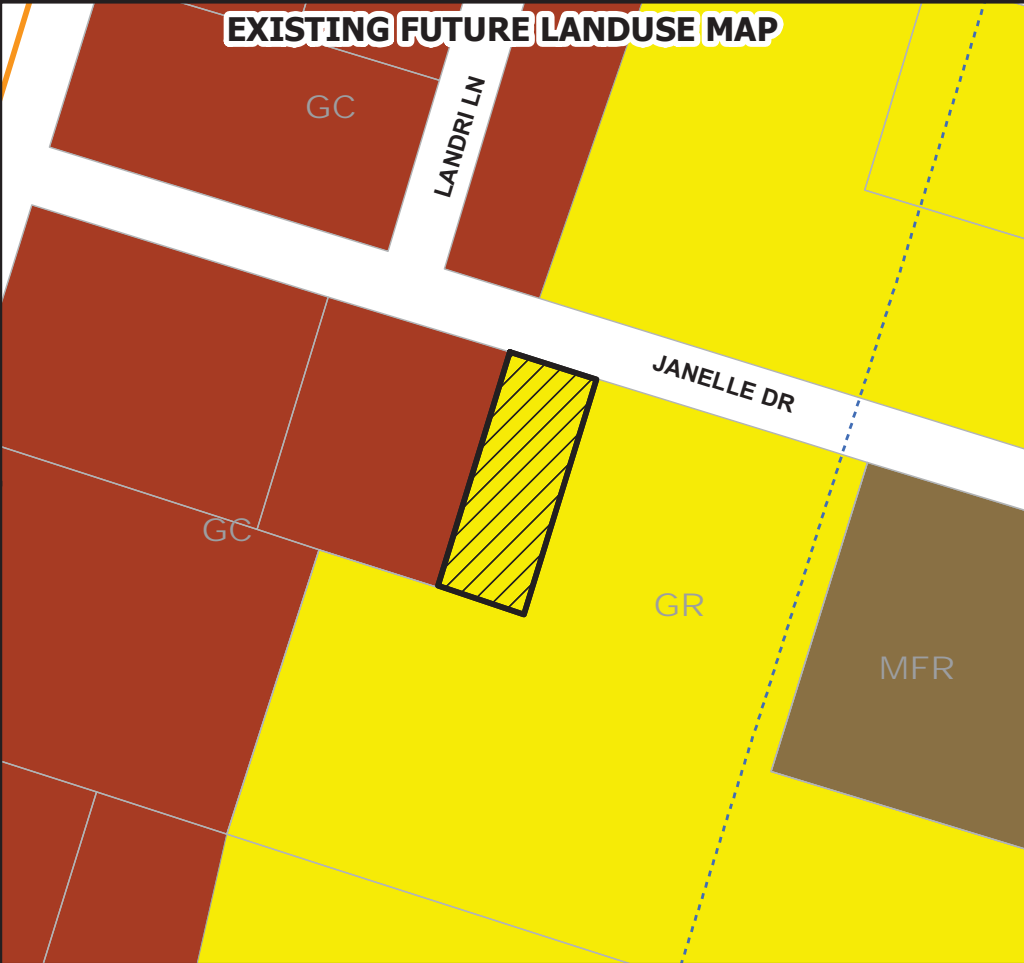 EXISTING FUTURE LANDUSE MAP
GC
LANDRI LN
JANELLE DR
GC
GR
MFR